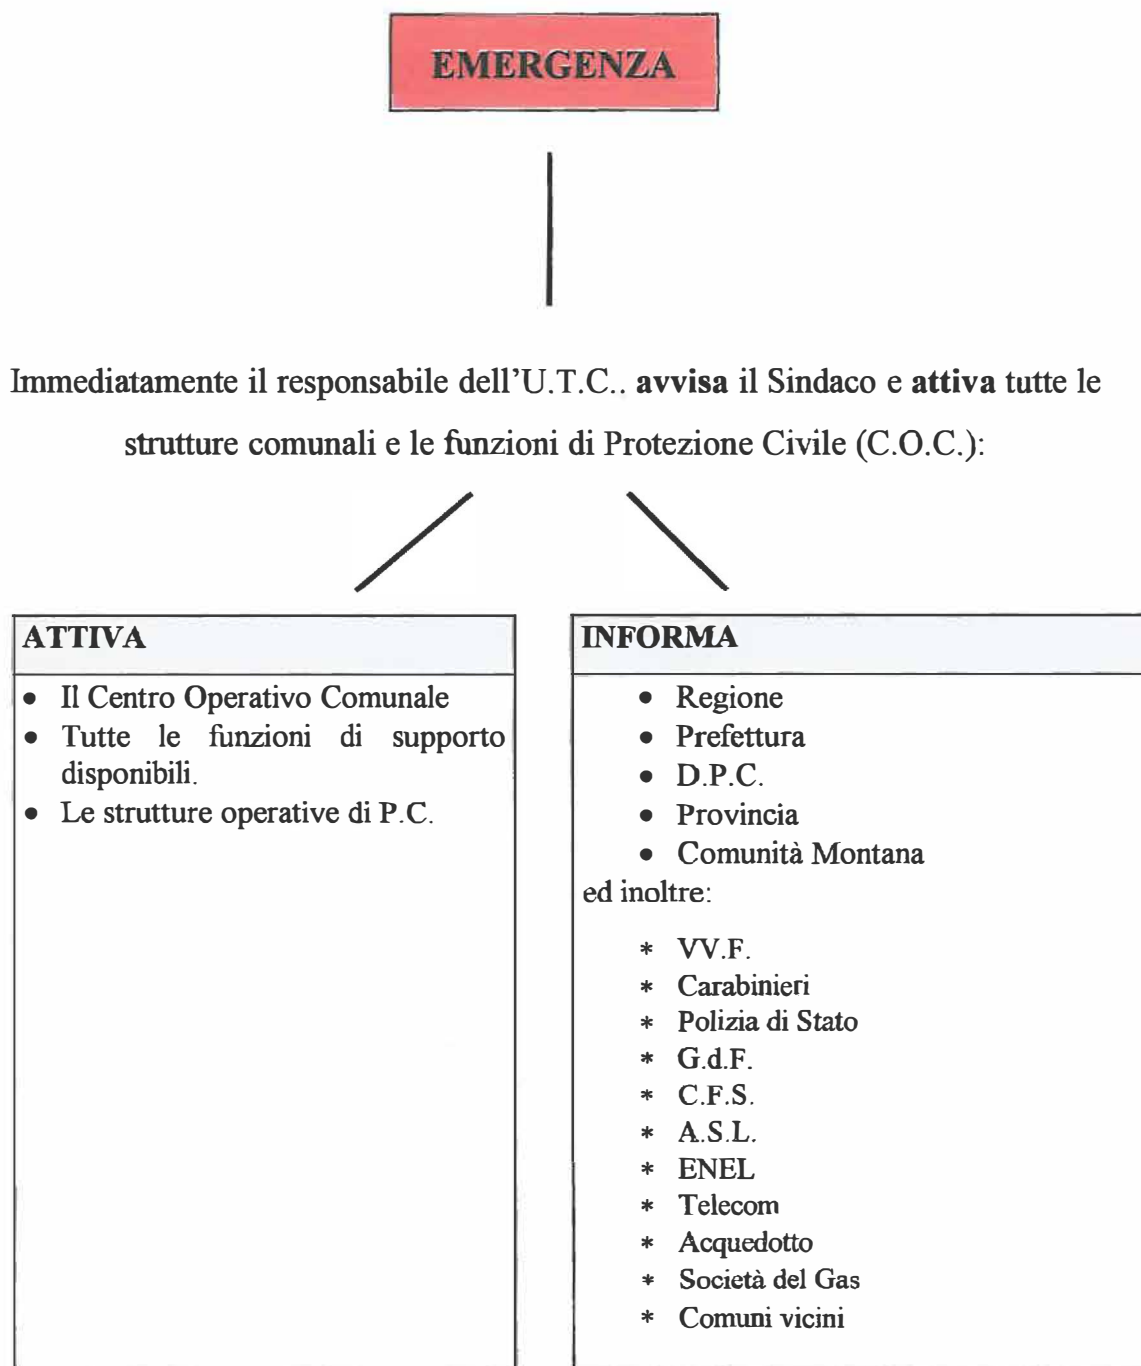 EMERGENZA
Immediatamente il responsabile dell'U.T.C.. avvisa il Sindaco e attiva tutte le
strutture comunali e le funzioni di Protezione Civile (C.O.C.):
ATTIVA
• Il Centro Operativo Comunale
• Tutte le funzioni di supporto
disponibili.
• Le strutture operative di P.C.
INFORMA
• Regione
• Prefettura
• D.P.C.
• Provincia
• Comunità Montana
ed inoltre:
* VV.F.
* Carabinieri
* Polizia di Stato
* G.d.F.
* C.F.S.
* A.S.L.
* ENEL
* Telecom
* Acquedotto
* Società del Gas
* Comuni vicini